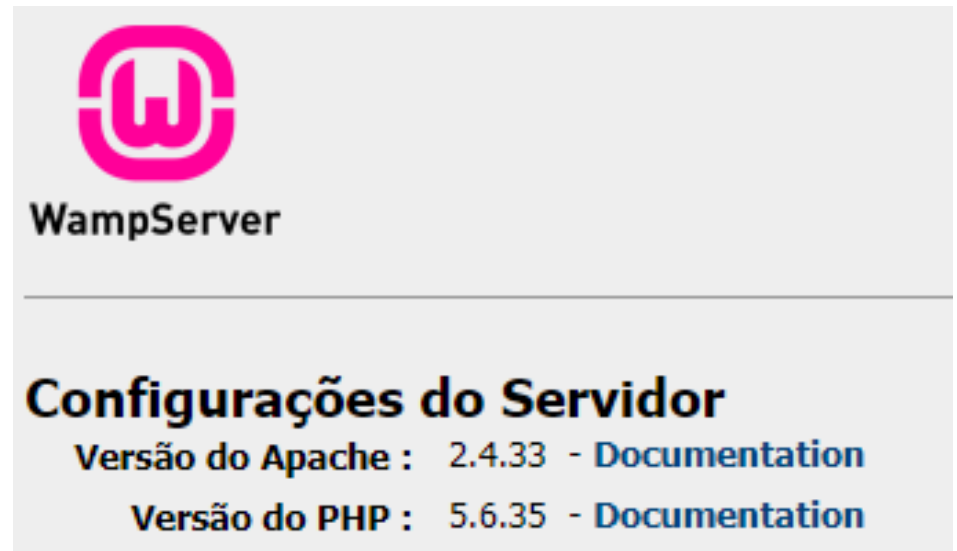 WampServer
Configurações do Servidor
Versão do Apache : 2.4.33 - Documentation
Versão do PHP : 5.6.35 - Documentation